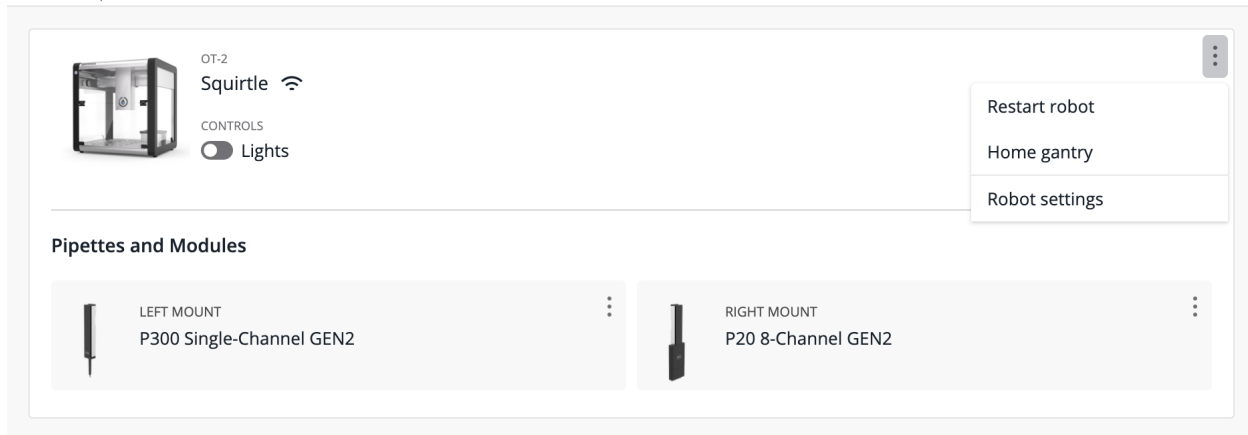 OT-2
Squirtle
CONTROLS
Lights
Restart robot
Home gantry
Robot settings
Pipettes and Modules
LEFT MOUNT
P300 Single-Channel GEN2
RIGHT MOUNT
P20 8-Channel GEN2